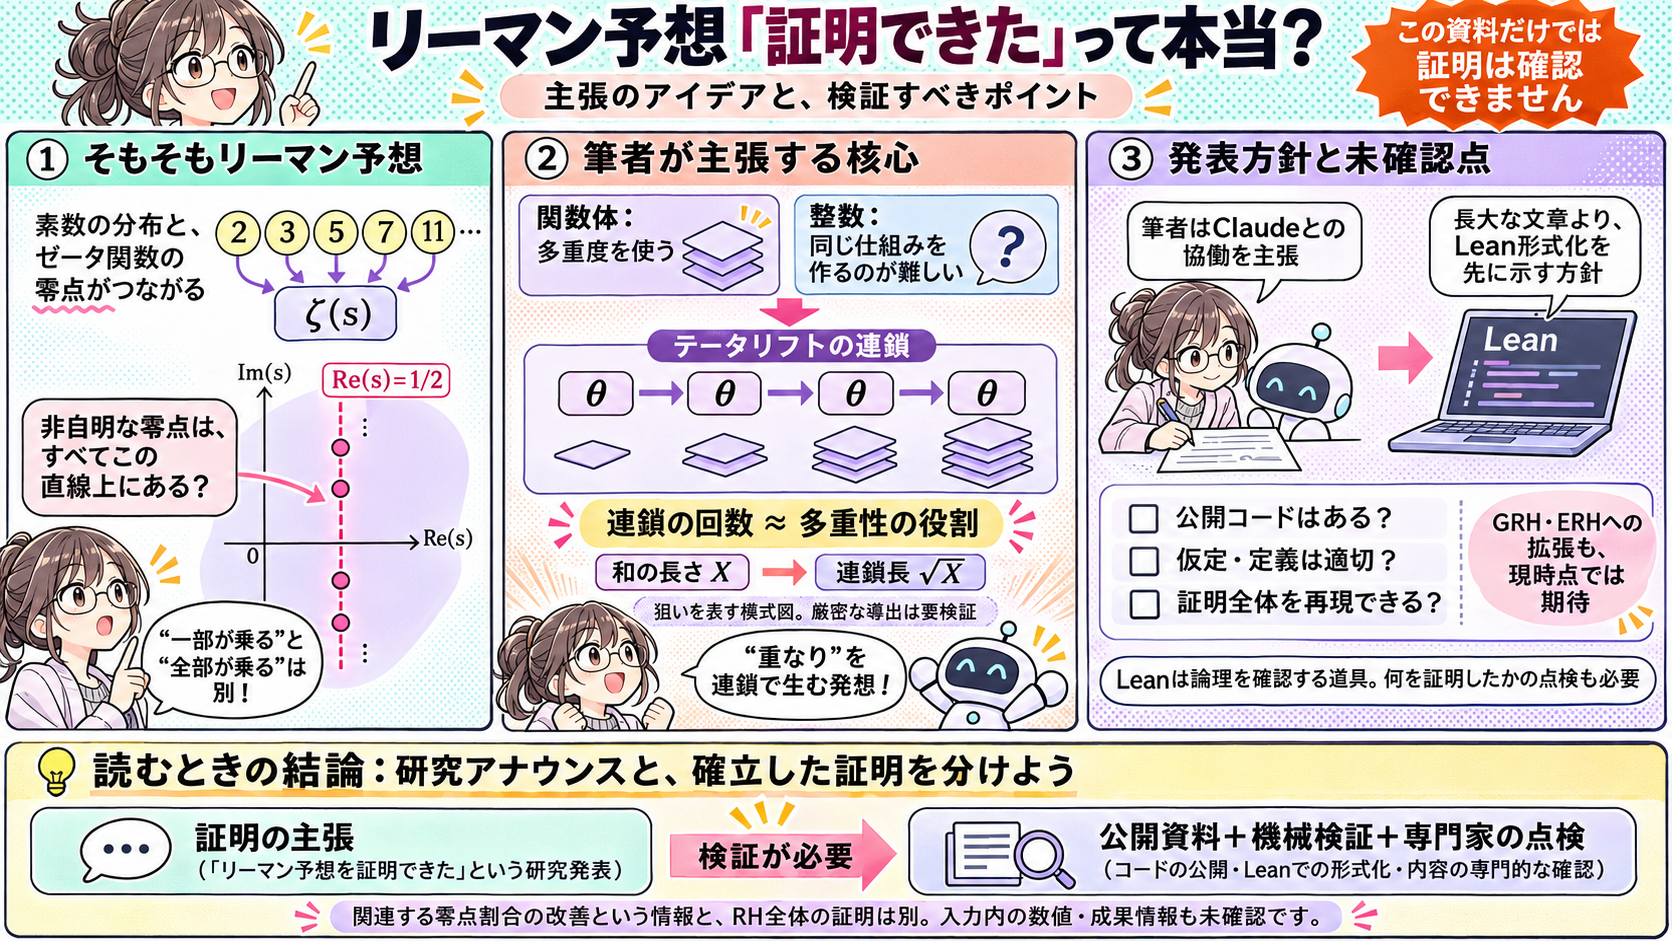 リーマン予想「証明できた」って本当？
主張のアイデアと、検証すべきポイント
この資料だけでは
証明は確認
できません
① そもそもリーマン予想
素数の分布と、
ゼータ関数の
零点がつながる
2 3 5 7 11 …
ζ(s)
Im(s)
Re(s)=1/2
非自明な零点は、
すべてこの
直線上にある？
0
Re(s)
“一部が乗る”と
“全部が乗る”は
別！
② 筆者が主張する核心
関数体：
多重度を使う
整数：
同じ仕組みを
作るのが難しい
?
テータリフトの連鎖
θ θ θ θ
連鎖の回数 ≈ 多重性の役割
和の長さ X
連鎖長 √X
狙いを表す模式図。厳密な導出は要検証
“重なり”を
連鎖で生む発想！
③ 発表方針と未確認点
筆者はClaudeとの
協働を主張
長大な文章より、
Lean形式化を
先に示す方針
Lean
公開コードはある？
仮定・定義は適切？
証明全体を再現できる？
GRH・ERHへの
拡張も、
現時点では
期待
Leanは論理を確認する道具。何を証明したかの点検も必要
読むときの結論：研究アナウンスと、確立した証明を分けよう
証明の主張
（「リーマン予想を証明できた」という研究発表）
検証が必要
公開資料＋機械検証＋専門家の点検
（コードの公開・Leanでの形式化・内容の専門的な確認）
関連する零点割合の改善という情報と、RH全体の証明は別。入力内の数値・成果情報も未確認です。